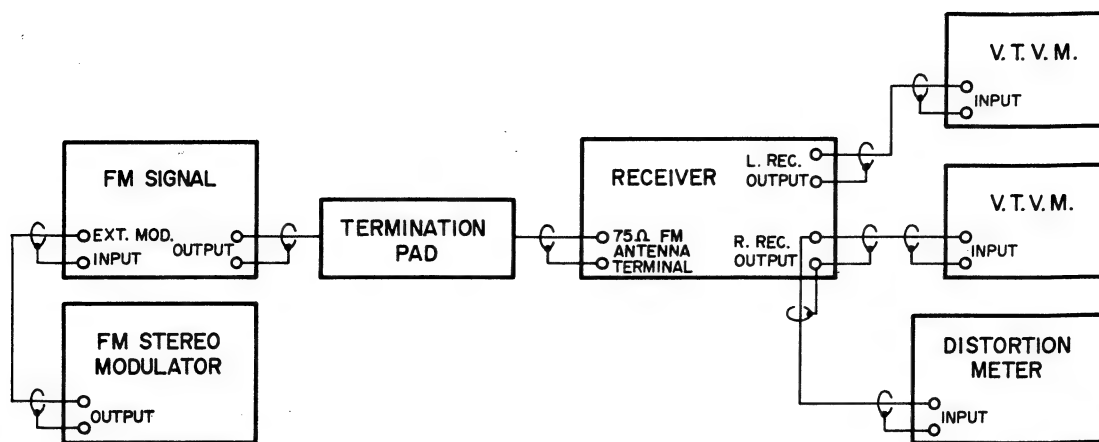 FM SIGNAL
EXT. MOD.
INPUT
OUTPUT
FM STEREO
MODULATOR
OUTPUT
TERMINATION
PAD
RECEIVER
75Ω FM
ANTENNA
TERMINAL
L. REC.
OUTPUT
R. REC.
OUTPUT
V.T.V.M.
INPUT
V.T.V.M.
INPUT
DISTORTION
METER
INPUT